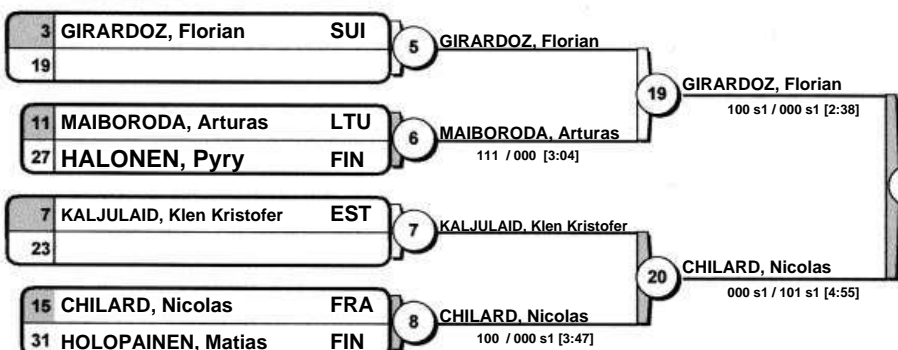 3 GIRARDOZ, Florian SUI
19
5
GIRARDOZ, Florian
11 MAIBORODA, Arturas LTU
27 HALONEN, Pyry FIN
6
MAIBORODA, Arturas
111 / 000 [3:04]
19
GIRARDOZ, Florian
100 s1 / 000 s1 [2:38]
7 KALJULAID, Klen Kristofer EST
23
7
KALJULAID, Klen Kristofer
15 CHILARD, Nicolas FRA
31 HOLOPAINEN, Matias FIN
8
CHILARD, Nicolas
100 / 000 s1 [3:47]
20
CHILARD, Nicolas
000 s1 / 101 s1 [4:55]